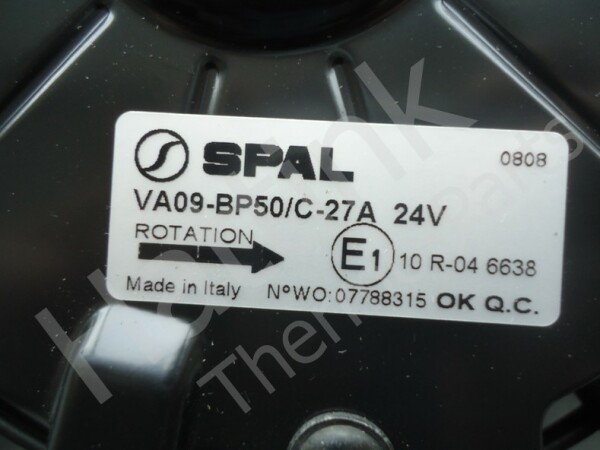 SPAL
0808
VA09-BP50/C-27A 24V
ROTATION
E1 10 R-04 6638
Made in Italy N°WO:07788315 OK Q.C.